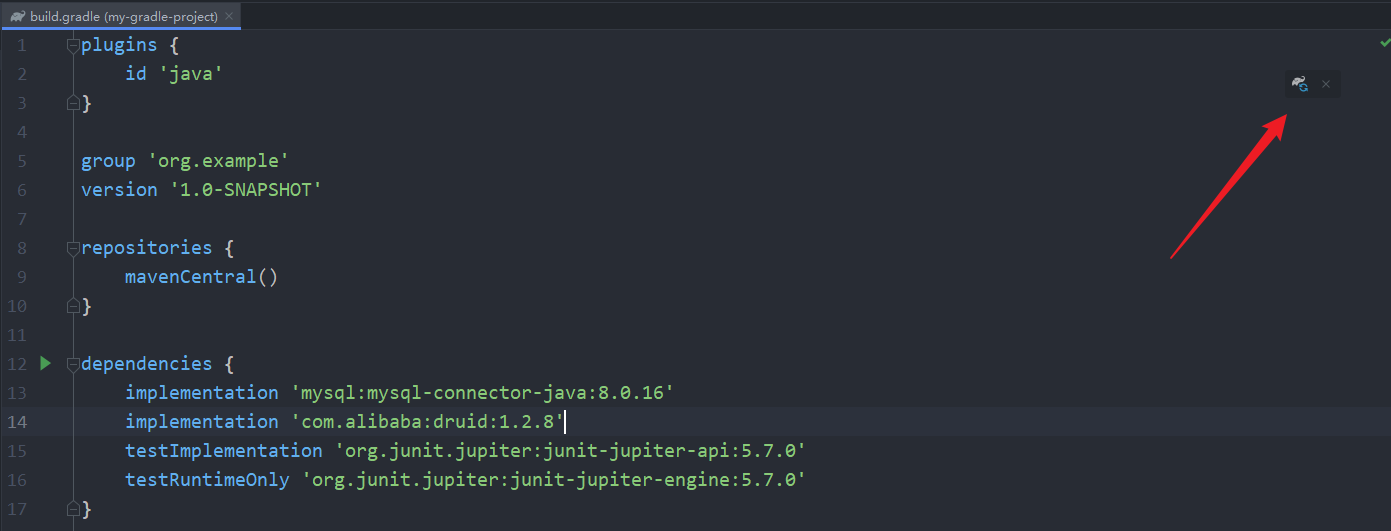 build.gradle (my-gradle-project)
1 plugins {
2 id 'java'
3 }
4
5 group 'org.example'
6 version '1.0-SNAPSHOT'
7
8 repositories {
9 mavenCentral()
10 }
11
12 dependencies {
13 implementation 'mysql:mysql-connector-java:8.0.16'
14 implementation 'com.alibaba:druid:1.2.8'
15 testImplementation 'org.junit.jupiter:junit-jupiter-api:5.7.0'
16 testRuntimeOnly 'org.junit.jupiter:junit-jupiter-engine:5.7.0'
17 }